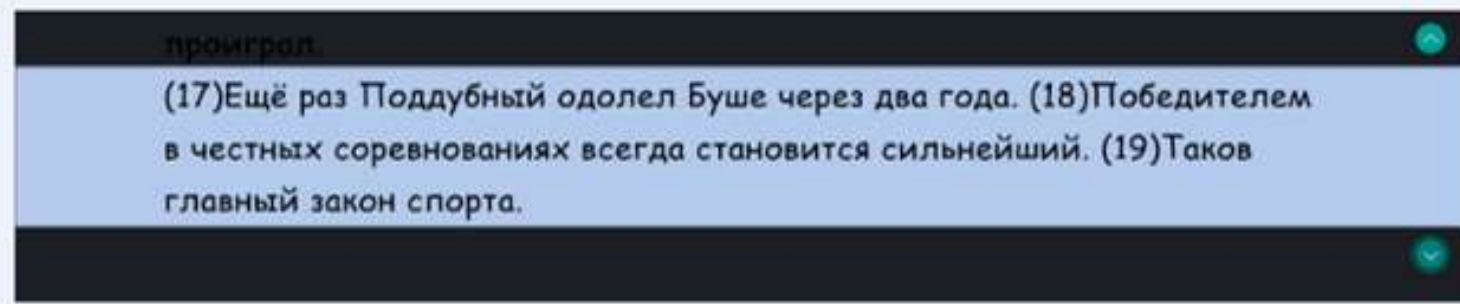 проиграл.
(17)Ещё раз Поддубный одолел Буше через два года. (18)Победителем
в честных соревнованиях всегда становится сильнейший. (19)Таков
главный закон спорта.